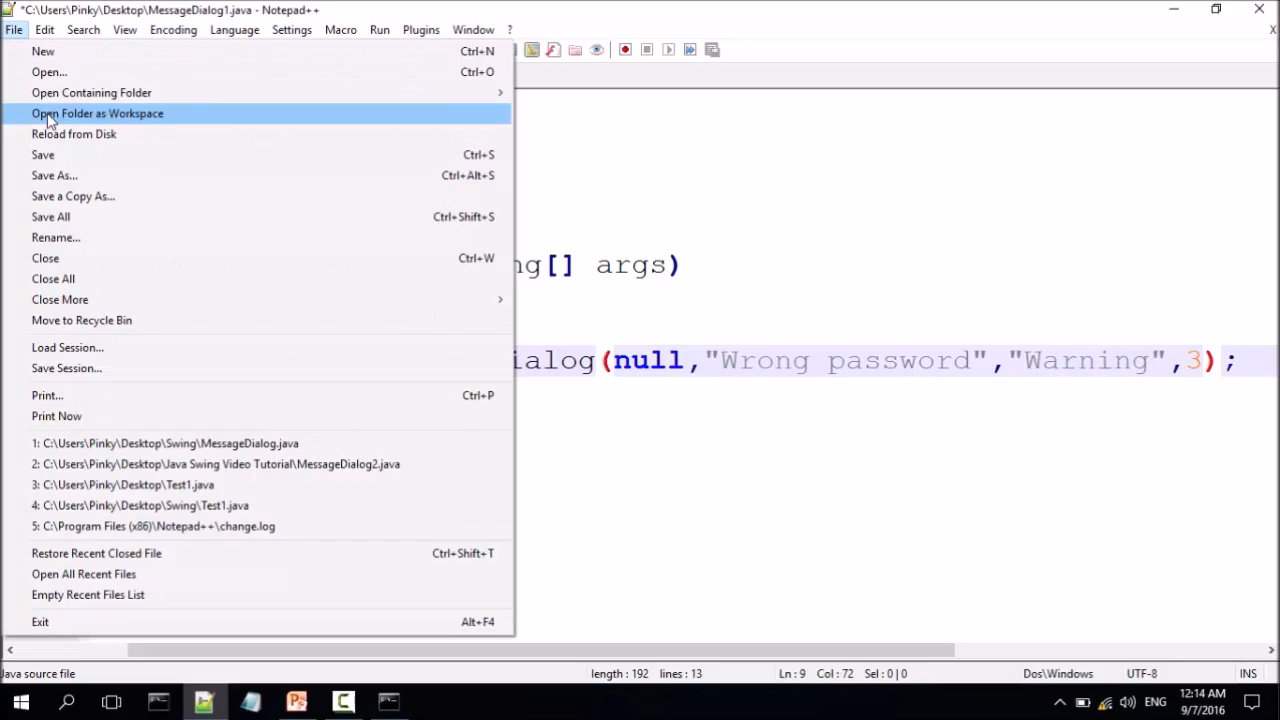 *C:\Users\Pinky\Desktop\MessageDialog1.java - Notepad++
File Edit Search View Encoding Language Settings Macro Run Plugins Window ? X
New Ctrl+N
Open... Ctrl+O
Open Containing Folder
Open Folder as Workspace
Reload from Disk
Save Ctrl+S
Save As... Ctrl+Alt+S
Save a Copy As...
Save All Ctrl+Shift+S
Rename...
Close Ctrl+W
ng[] args)
Close All
Close More
Move to Recycle Bin
Load Session...
ialog(null,"Wrong password","Warning",3);
Save Session...
Print... Ctrl+P
Print Now
1: C:\Users\Pinky\Desktop\Swing\MessageDialog.java
2: C:\Users\Pinky\Desktop\Java Swing Video Tutorial\MessageDialog2.java
3: C:\Users\Pinky\Desktop\Test1.java
4: C:\Users\Pinky\Desktop\Swing\Test1.java
5: C:\Program Files (x86)\Notepad++\change.log
Restore Recent Closed File Ctrl+Shift+T
Open All Recent Files
Empty Recent Files List
Exit Alt+F4
Java source file length : 192 lines : 13 Ln : 9 Col : 72 Sel : 0 | 0 Dos\Windows UTF-8 INS
ENG 12:14 AM
9/7/2016